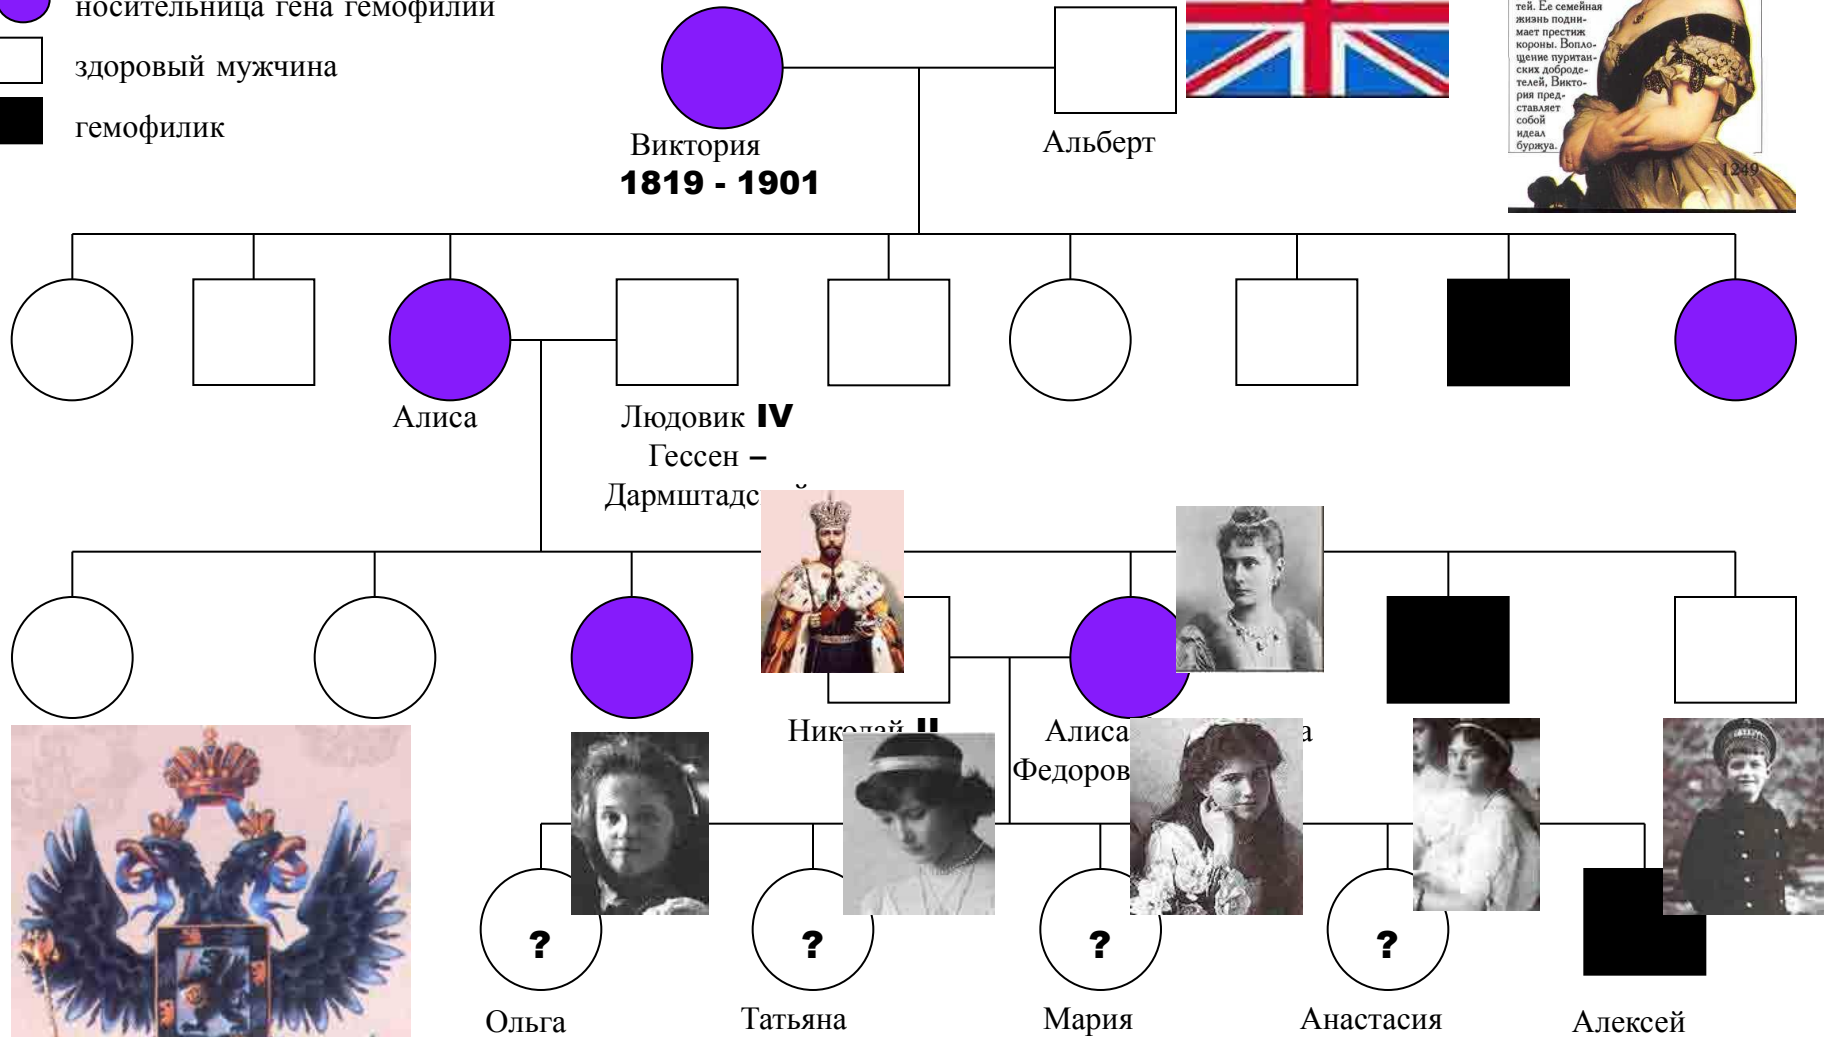 носительница гена гемофилии
здоровый мужчина
гемофилик
Виктория
1819 - 1901
Альберт
тей. Ее семейная
жизнь подни-
мает престиж
короны. Вопло-
щение пуритан-
ских доброде-
телей, Викто-
рия пред-
ставляет
собой
идеал
буржуа.
1249
Алиса
Людовик IV
Гессен –
Дармштадс
Николай II
Алиса
Федоров
?
?
?
?
Ольга
Татьяна
Мария
Анастасия
Алексей